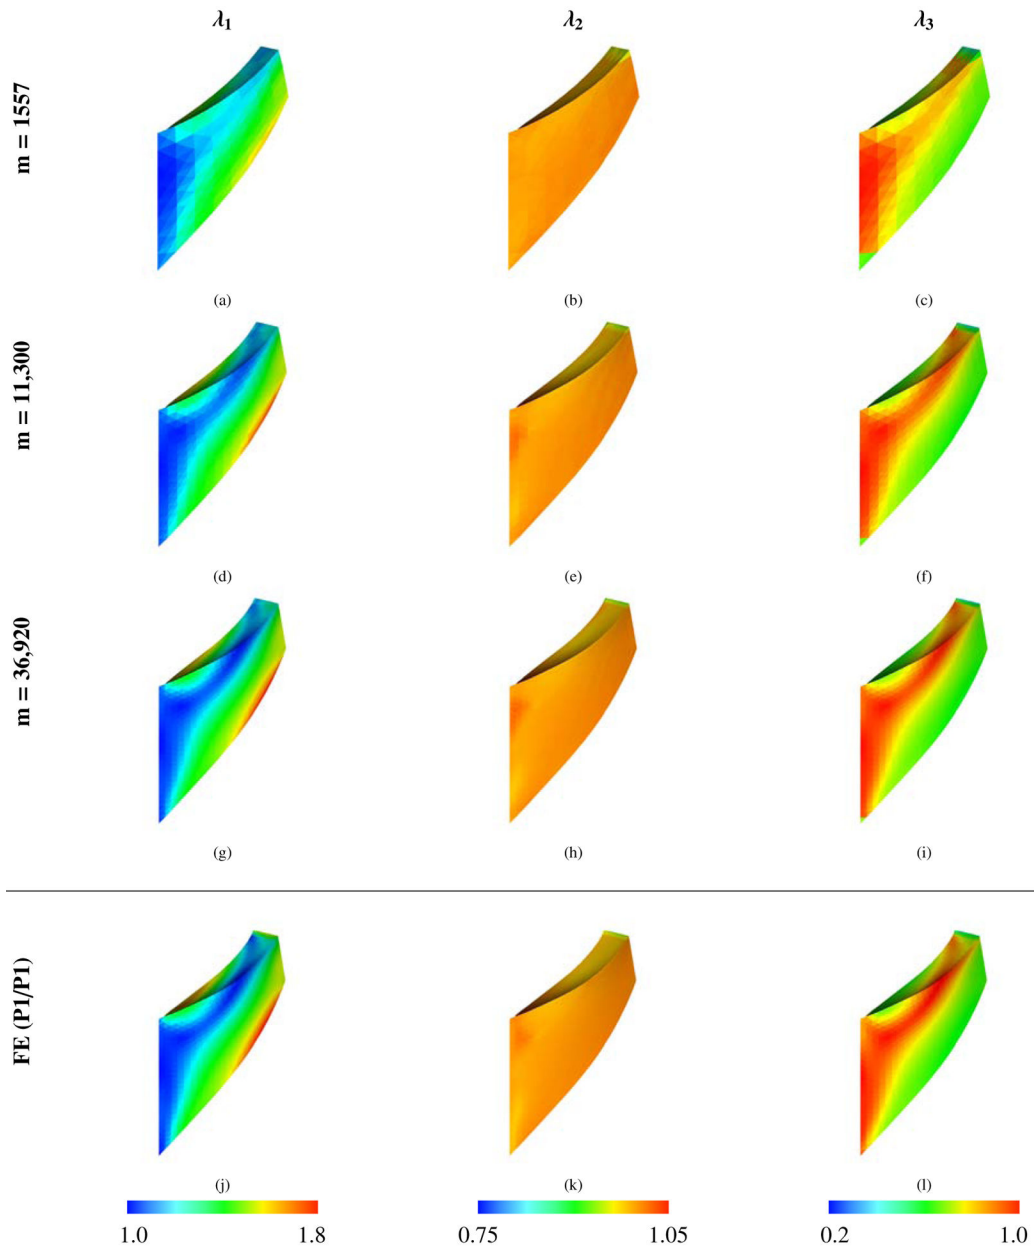 λ1 λ2 λ3
m = 1557
(a) (b) (c)
m = 11,300
(d) (e) (f)
m = 36,920
(g) (h) (i)
FE (P1/P1)
(j) (k) (l)
1.0 1.8 0.75 1.05 0.2 1.0